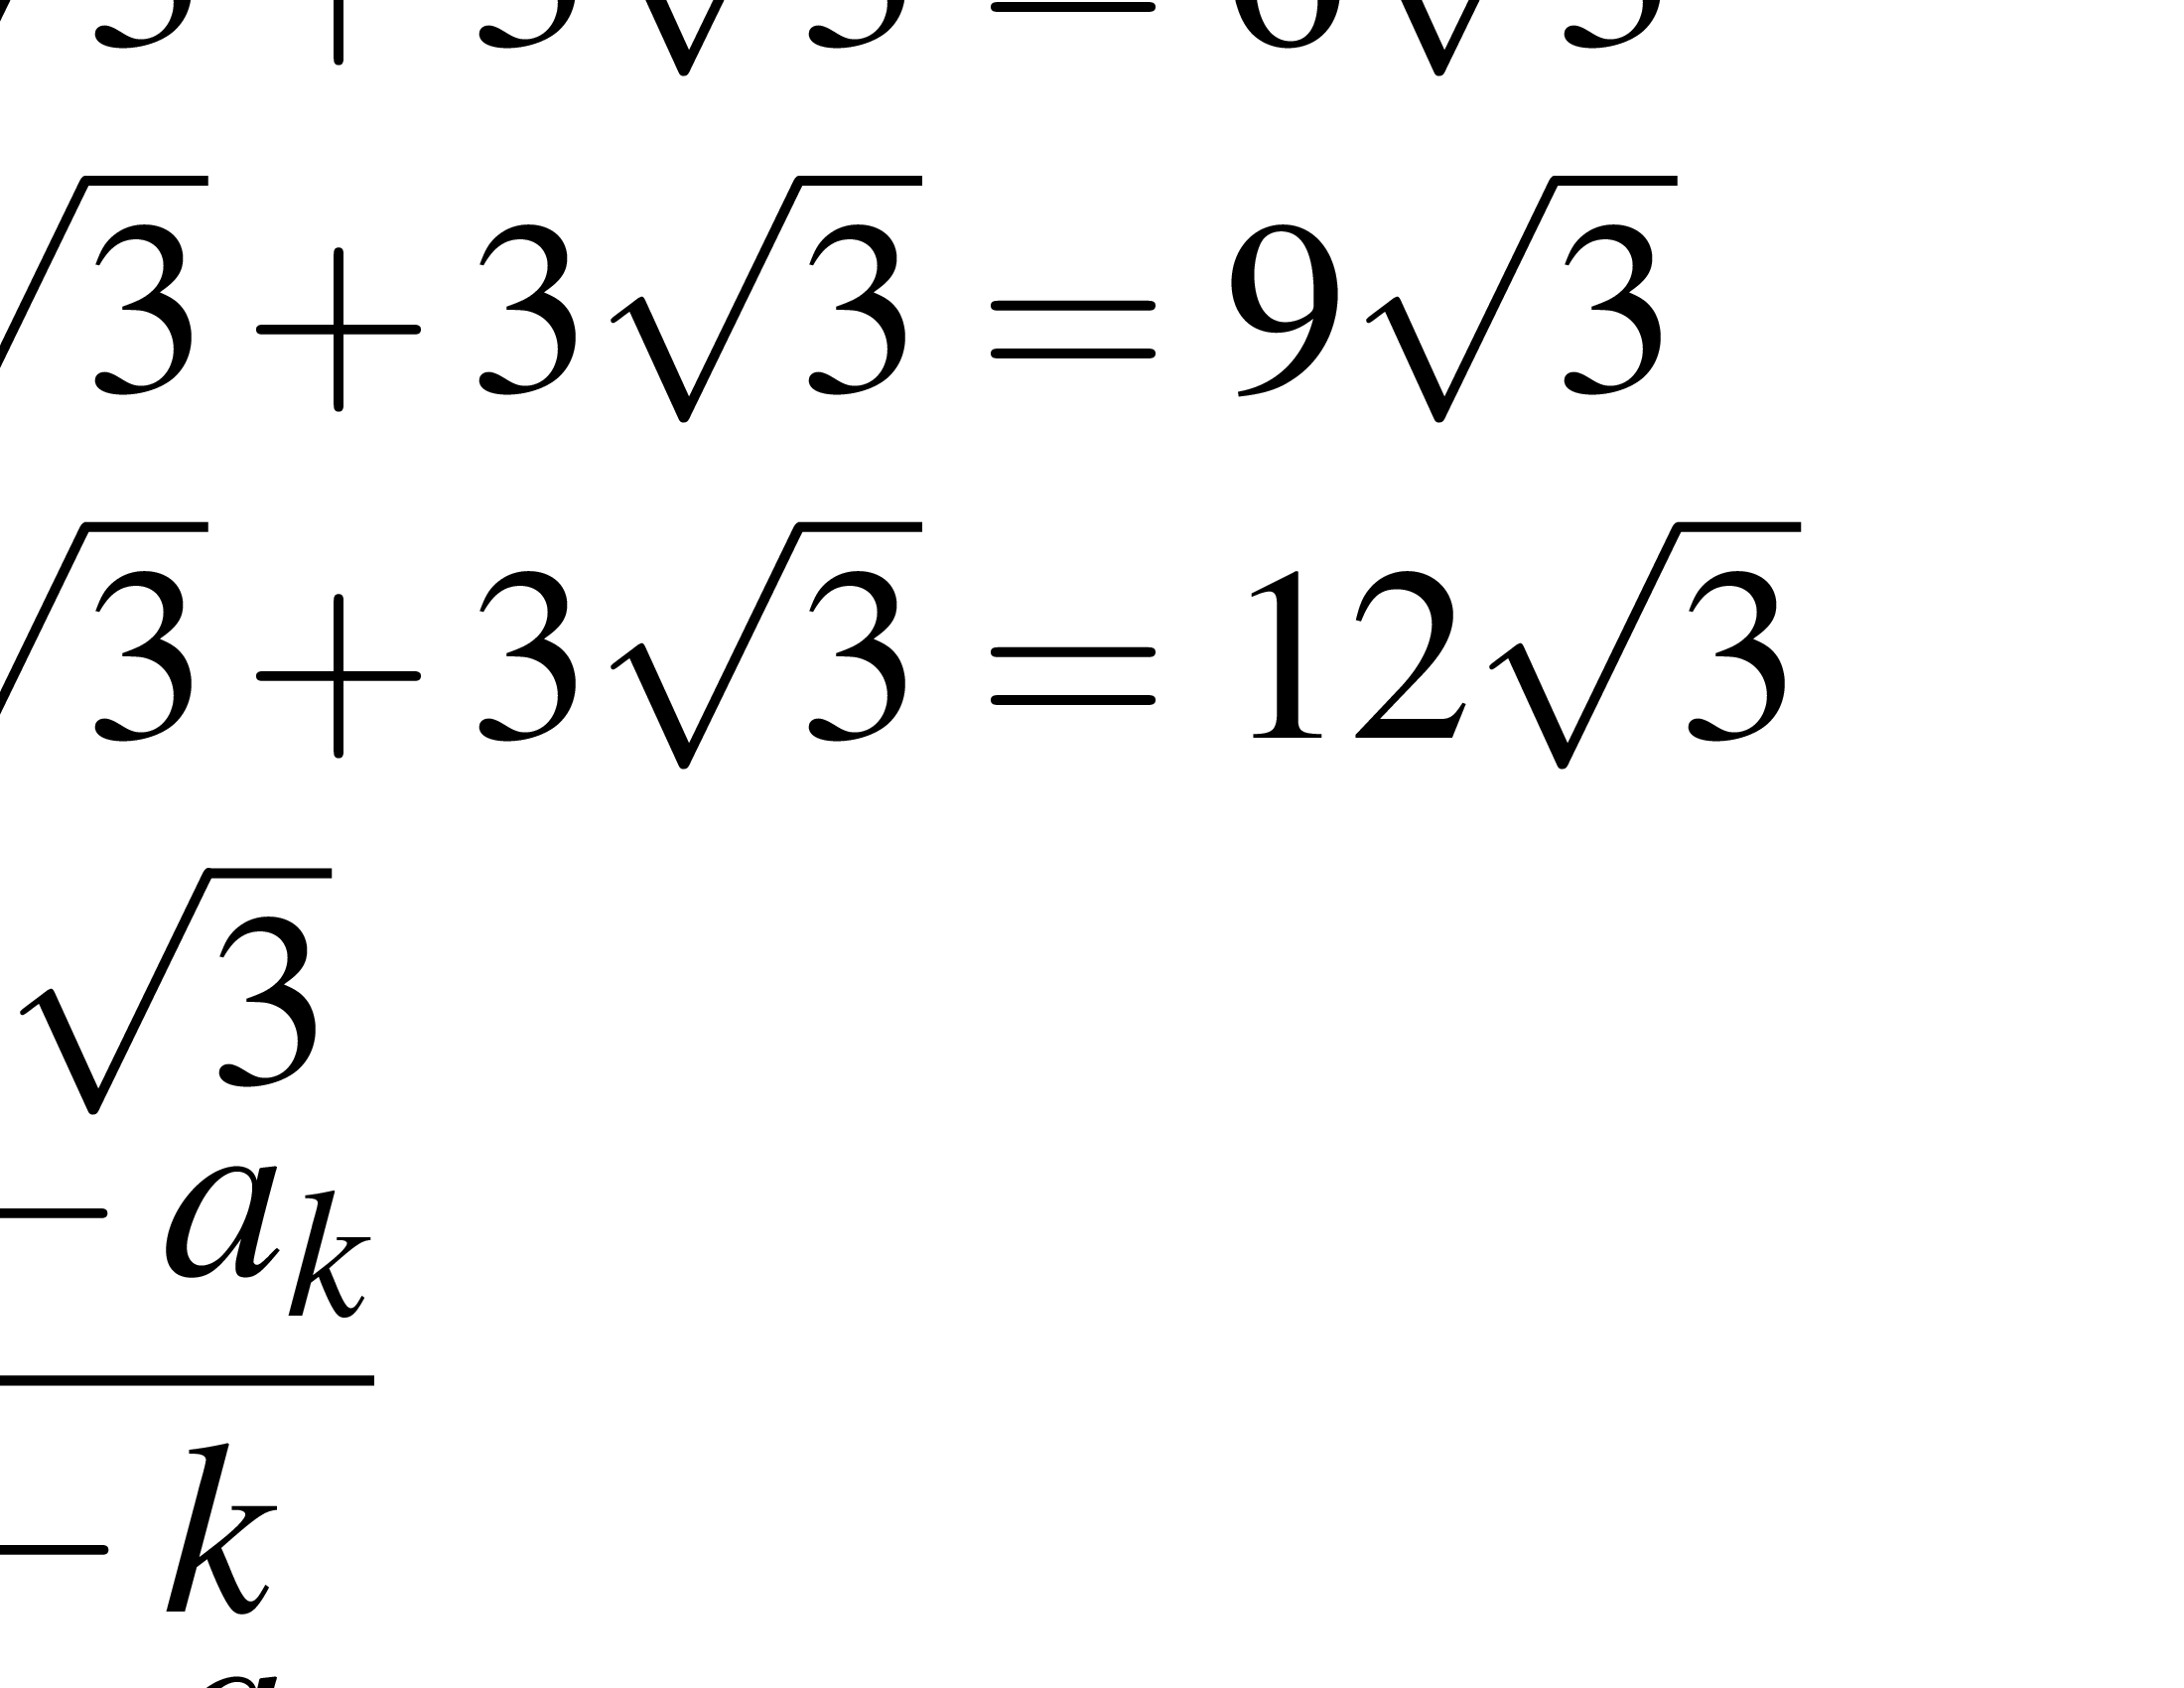 √3 + 3√3 = 9√3
√3 + 3√3 = 12√3
√3
− a_k
− k